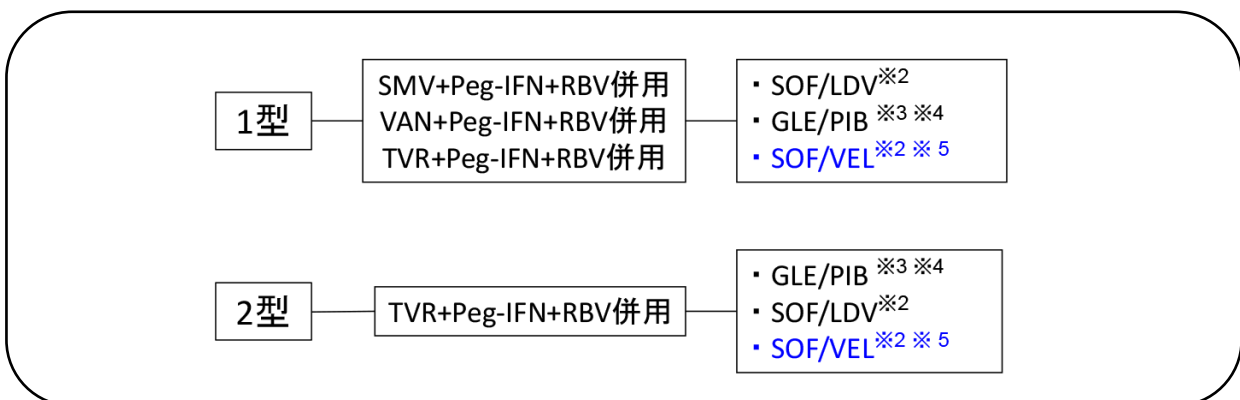 1型
SMV+Peg-IFN+RBV併用
VAN+Peg-IFN+RBV併用
TVR+Peg-IFN+RBV併用
・SOF/LDV※2
・GLE/PIB ※3 ※4
・SOF/VEL※2 ※ 5
2型
TVR+Peg-IFN+RBV併用
・GLE/PIB ※3 ※4
・SOF/LDV※2
・SOF/VEL※2 ※ 5